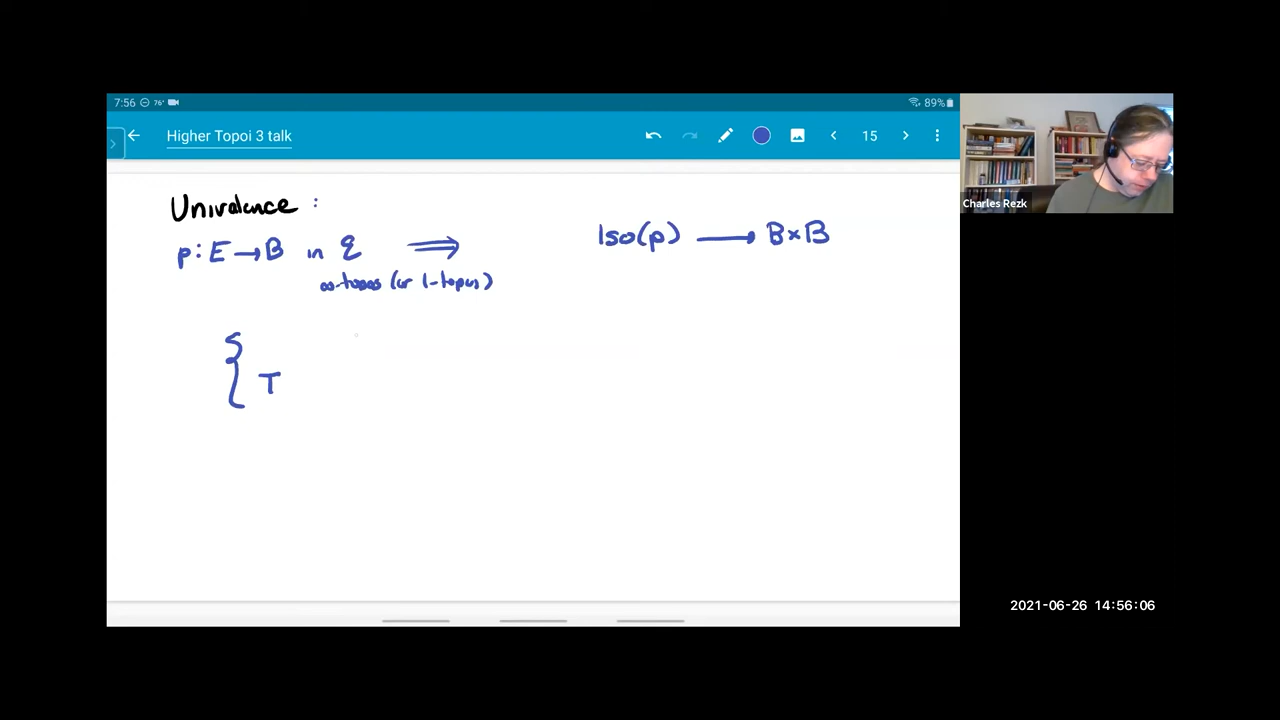 7:56 76° 89%
Higher Topoi 3 talk
15
Charles Rezk
Univalence :
p: E → B in ℰ ⟹ Iso(p) → B×B
∞-topos (or 1-topos)
{ T
2021-06-26 14:56:06